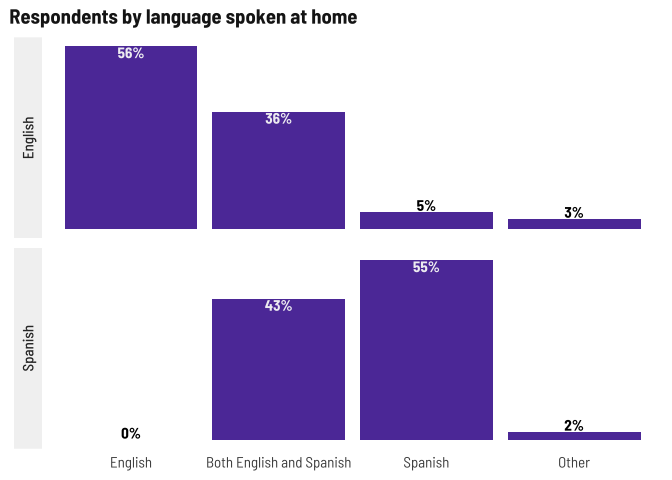 Respondents by language spoken at home
English
56%
36%
5%
3%
Spanish
0%
43%
55%
2%
English
Both English and Spanish
Spanish
Other